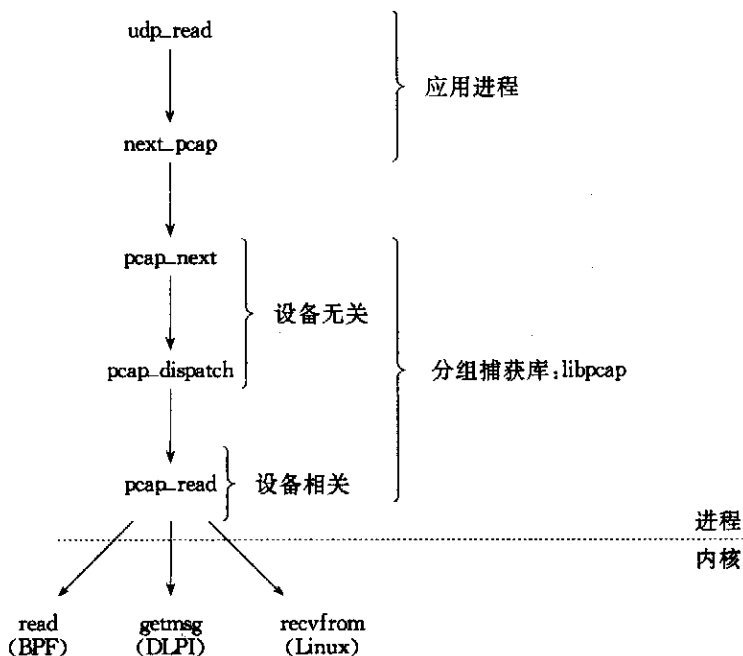 udp_read
应用进程
next_pcap
pcap_next
设备无关
pcap_dispatch
分组捕获库:libpcap
pcap_read
设备相关
进程
内核
read
(BPF)
getmsg
(DLPI)
recvfrom
(Linux)